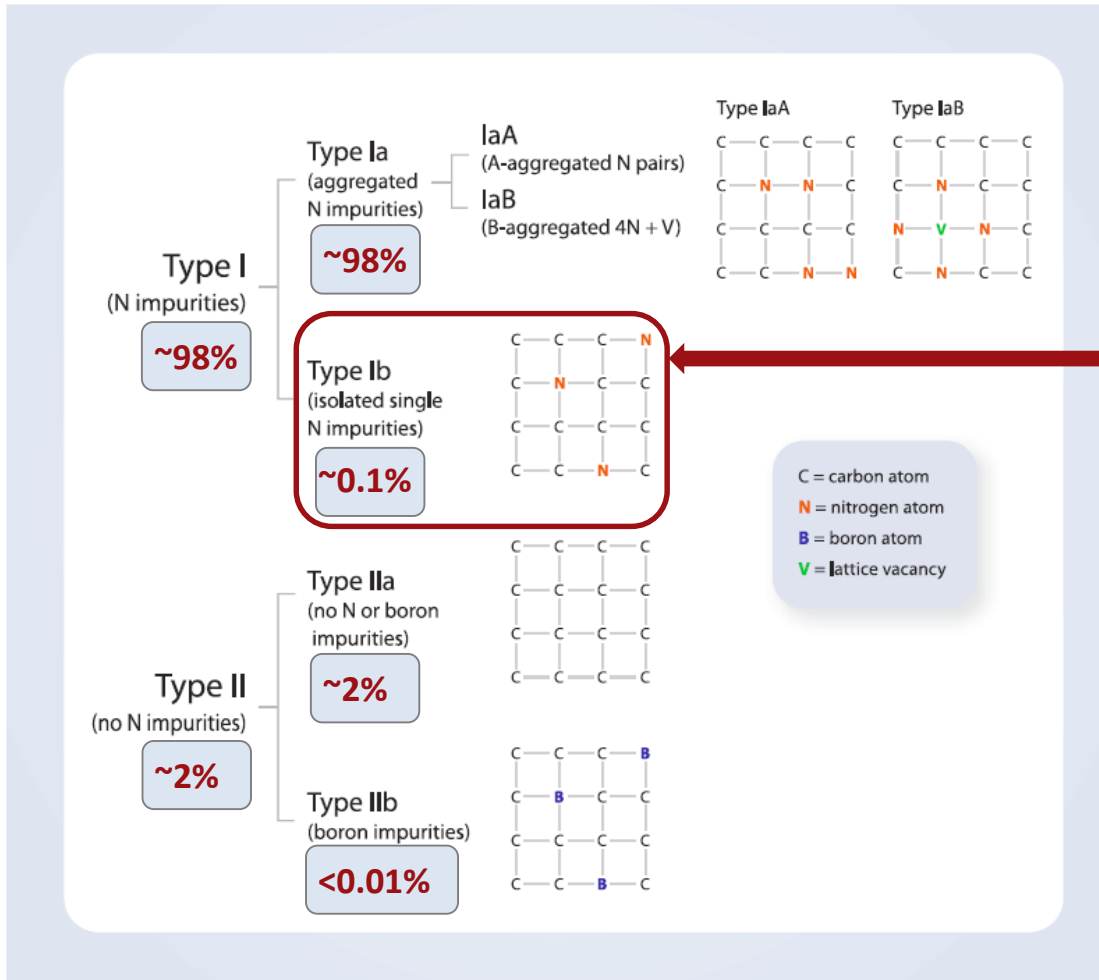 Type I
(N impurities)
~98%
Type Ia
(aggregated
N impurities)
~98%
IaA
(A-aggregated N pairs)
IaB
(B-aggregated 4N + V)
Type IaA
C C C C
C N N C
C C C C
C C N N
Type IaB
C C C C
C N C C
N V N C
C N C C
Type Ib
(isolated single
N impurities)
~0.1%
C C C N
C N C C
C C C C
C C N C
C = carbon atom
N = nitrogen atom
B = boron atom
V = lattice vacancy
Type II
(no N impurities)
~2%
Type IIa
(no N or boron
impurities)
~2%
C C C C
C C C C
C C C C
C C C C
Type IIb
(boron impurities)
<0.01%
C C C B
C B C C
C C C C
C C B C